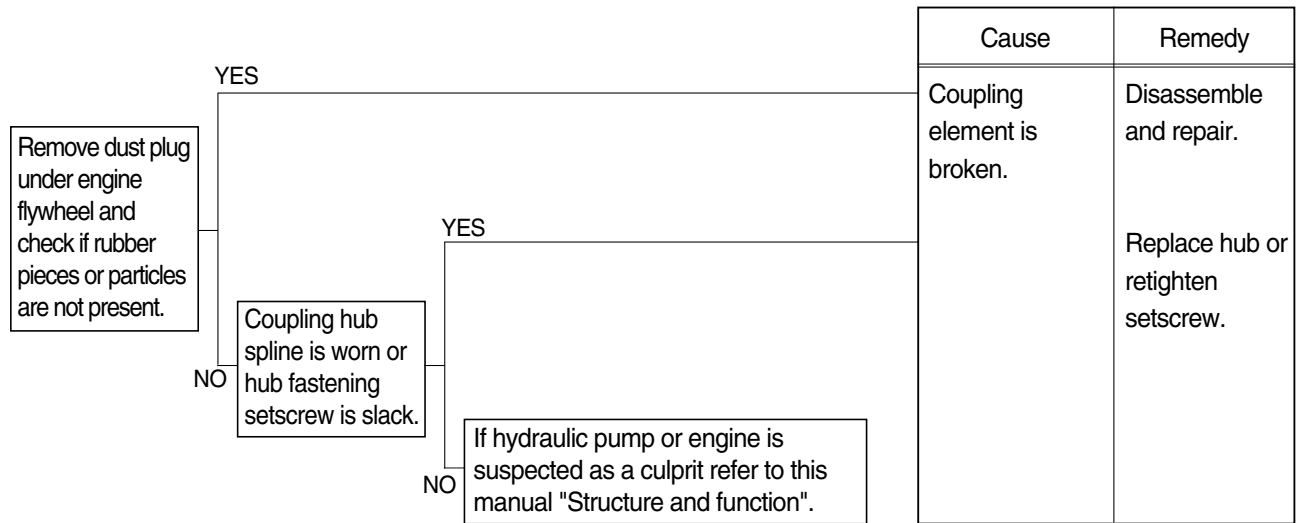 Cause
Remedy
YES
Coupling
element is
broken.
Disassemble
and repair.
Remove dust plug
under engine
flywheel and
check if rubber
pieces or particles
are not present.
YES
Replace hub or
retighten
setscrew.
NO
Coupling hub
spline is worn or
hub fastening
setscrew is slack.
NO
If hydraulic pump or engine is
suspected as a culprit refer to this
manual "Structure and function".